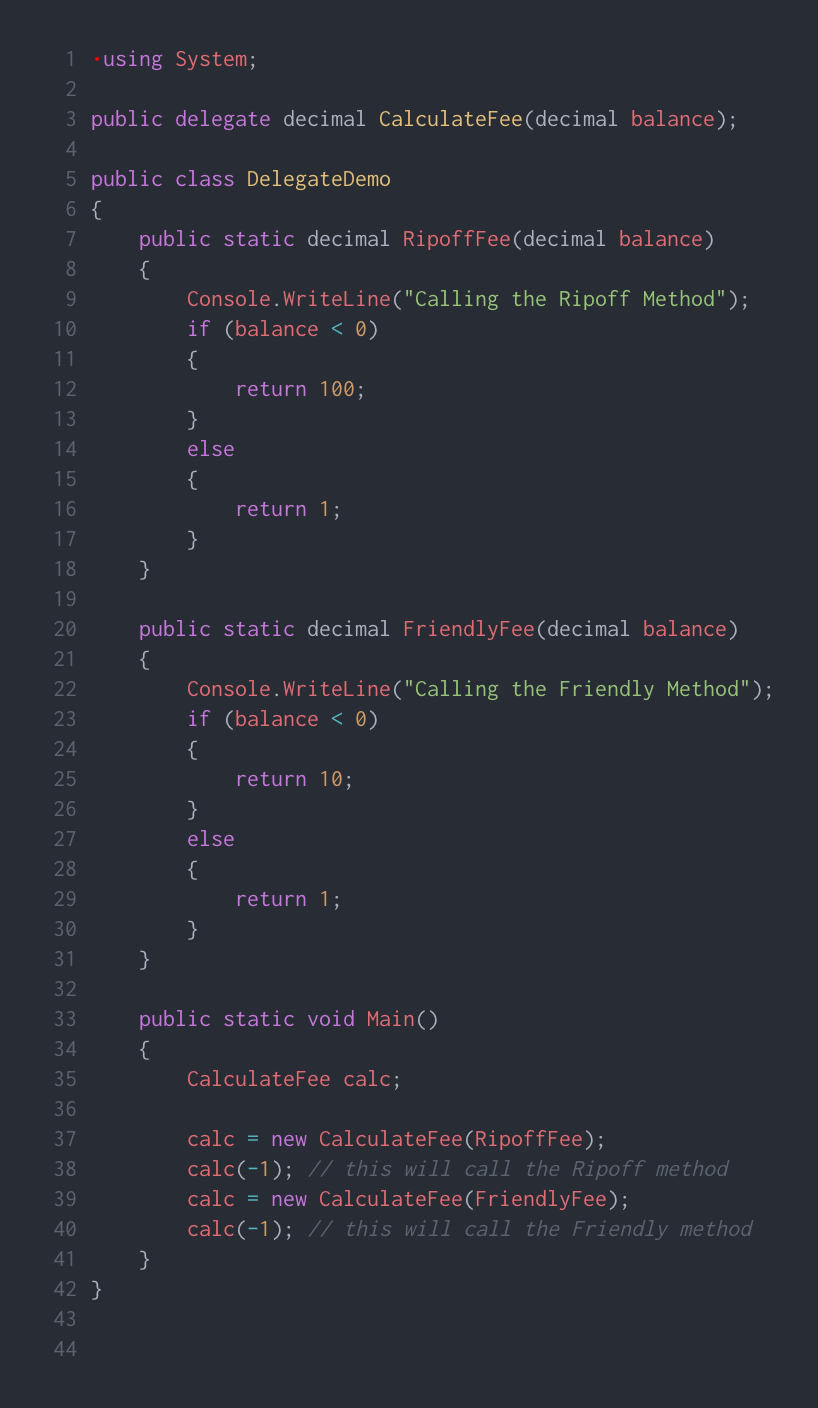 1 ·using System;
2
3 public delegate decimal CalculateFee(decimal balance);
4
5 public class DelegateDemo
6 {
7     public static decimal RipoffFee(decimal balance)
8     {
9         Console.WriteLine("Calling the Ripoff Method");
10         if (balance < 0)
11         {
12             return 100;
13         }
14         else
15         {
16             return 1;
17         }
18     }
19
20     public static decimal FriendlyFee(decimal balance)
21     {
22         Console.WriteLine("Calling the Friendly Method");
23         if (balance < 0)
24         {
25             return 10;
26         }
27         else
28         {
29             return 1;
30         }
31     }
32
33     public static void Main()
34     {
35         CalculateFee calc;
36
37         calc = new CalculateFee(RipoffFee);
38         calc(-1); // this will call the Ripoff method
39         calc = new CalculateFee(FriendlyFee);
40         calc(-1); // this will call the Friendly method
41     }
42 }
43
44